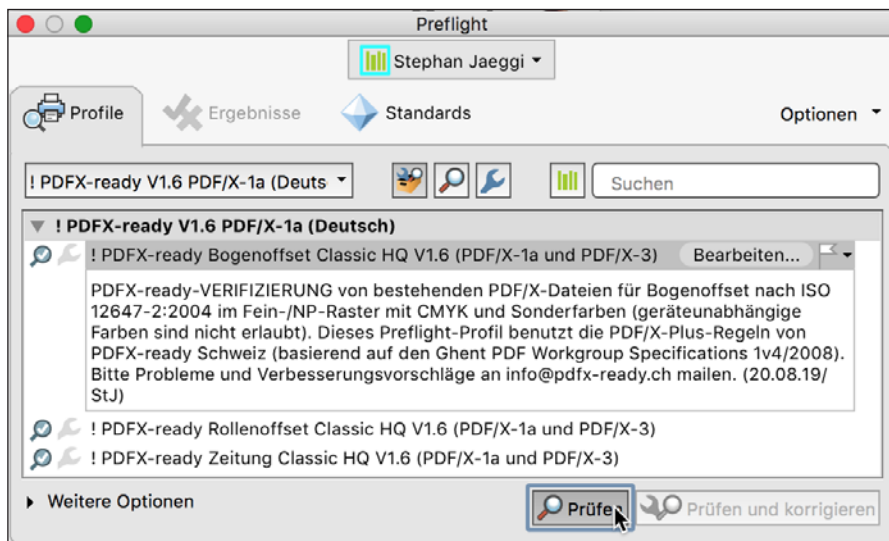 Preflight
Stephan Jaeggi
Profile
Ergebnisse
Standards
Optionen
! PDFX-ready V1.6 PDF/X-1a (Deuts
Suchen
! PDFX-ready V1.6 PDF/X-1a (Deutsch)
! PDFX-ready Bogenoffset Classic HQ V1.6 (PDF/X-1a und PDF/X-3)
Bearbeiten...
PDFX-ready-VERIFIZIERUNG von bestehenden PDF/X-Dateien für Bogenoffset nach ISO
12647-2:2004 im Fein-/NP-Raster mit CMYK und Sonderfarben (geräteunabhängige
Farben sind nicht erlaubt). Dieses Preflight-Profil benutzt die PDF/X-Plus-Regeln von
PDFX-ready Schweiz (basierend auf den Ghent PDF Workgroup Specifications 1v4/2008).
Bitte Probleme und Verbesserungsvorschläge an info@pdfx-ready.ch mailen. (20.08.19/
StJ)
! PDFX-ready Rollenoffset Classic HQ V1.6 (PDF/X-1a und PDF/X-3)
! PDFX-ready Zeitung Classic HQ V1.6 (PDF/X-1a und PDF/X-3)
Weitere Optionen
Prüfen
Prüfen und korrigieren